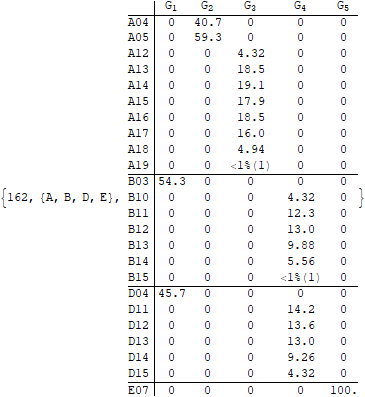 G1 G2 G3 G4 G5
A04 0 40.7 0 0 0
A05 0 59.3 0 0 0
A12 0 0 4.32 0 0
A13 0 0 18.5 0 0
A14 0 0 19.1 0 0
A15 0 0 17.9 0 0
A16 0 0 18.5 0 0
A17 0 0 16.0 0 0
A18 0 0 4.94 0 0
A19 0 0 <1%(1) 0 0
B03 54.3 0 0 0 0
{162, {A, B, D, E}, B10 0 0 0 4.32 0 }
B11 0 0 0 12.3 0
B12 0 0 0 13.0 0
B13 0 0 0 9.88 0
B14 0 0 0 5.56 0
B15 0 0 0 <1%(1) 0
D04 45.7 0 0 0 0
D11 0 0 0 14.2 0
D12 0 0 0 13.6 0
D13 0 0 0 13.0 0
D14 0 0 0 9.26 0
D15 0 0 0 4.32 0
E07 0 0 0 0 100.